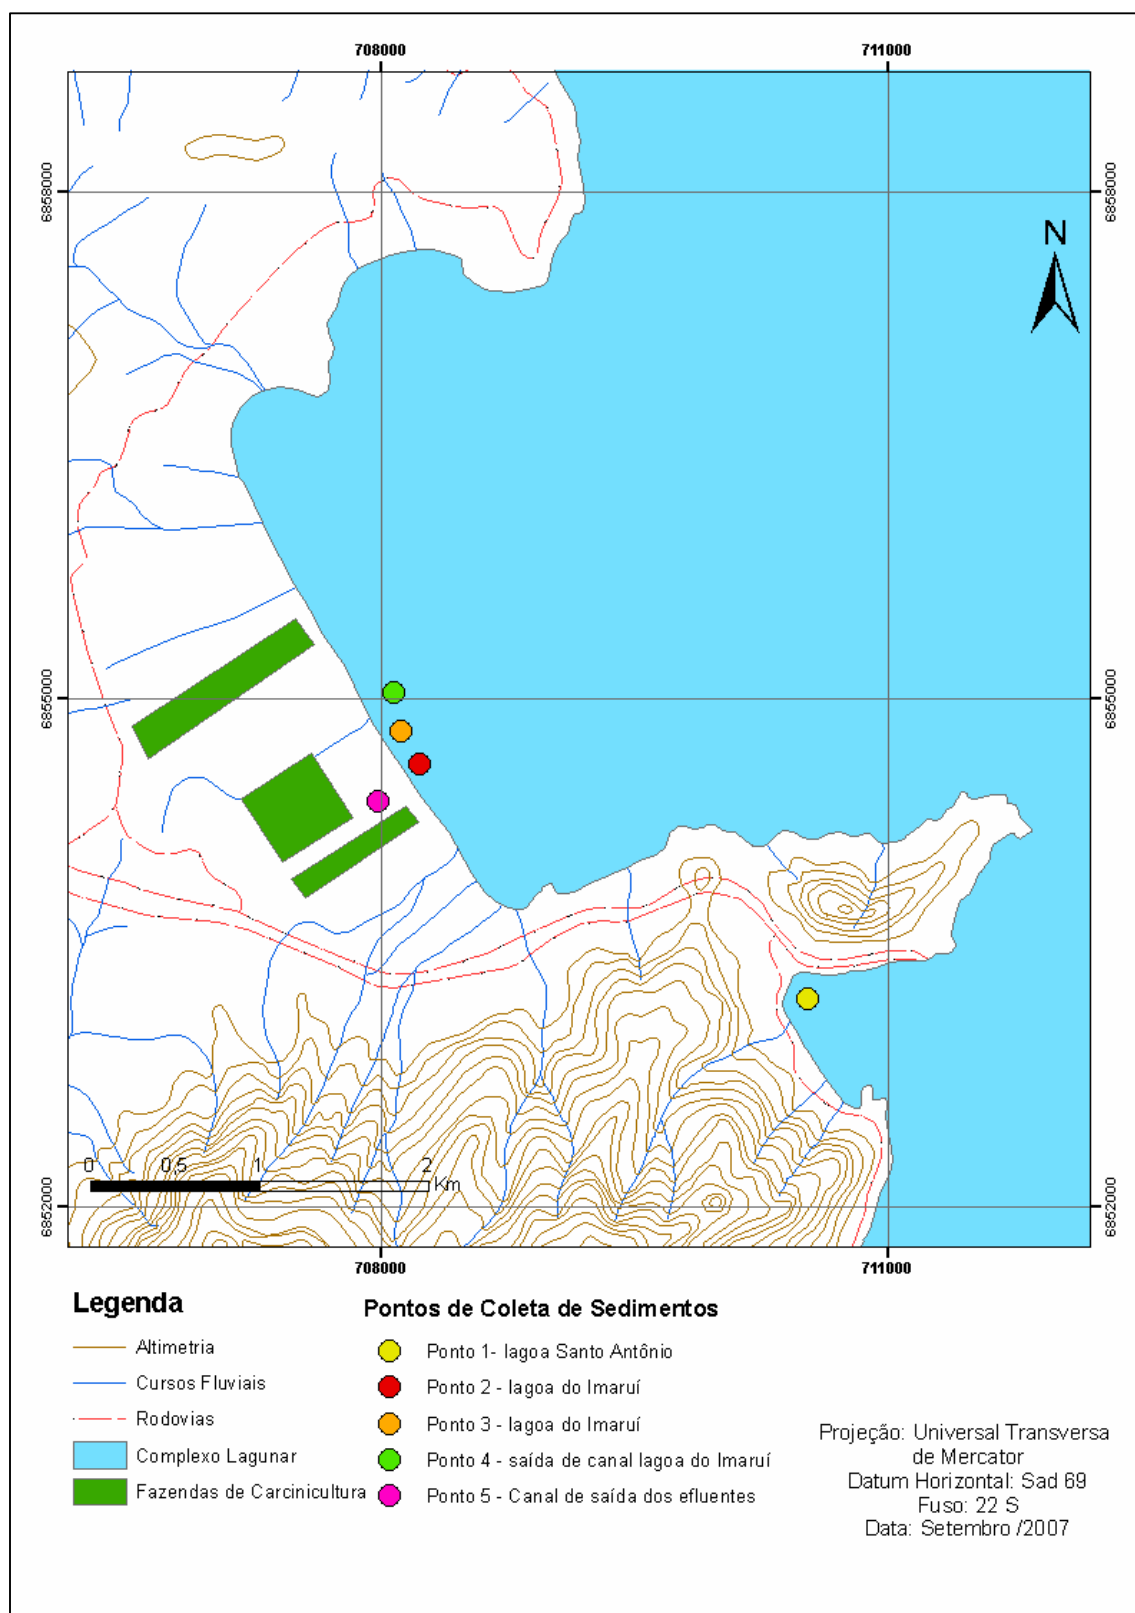 708000
711000
6858000
6858000
N
6855000
6855000
0
0,5
1
2
Km
6852000
6852000
708000
711000
Legenda
Altimetria
Cursos Fluviais
Rodovias
Complexo Lagunar
Fazendas de Carcinicultura
Pontos de Coleta de Sedimentos
Ponto 1- lagoa Santo Antônio
Ponto 2 - lagoa do Imaruí
Ponto 3 - lagoa do Imaruí
Ponto 4 - saída de canal lagoa do Imaruí
Ponto 5 - Canal de saída dos efluentes
Projeção: Universal Transversa
de Mercator
Datum Horizontal: Sad 69
Fuso: 22 S
Data: Setembro /2007